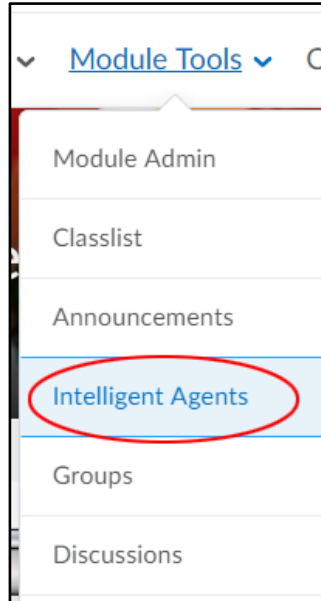 Module Tools
Module Admin
Classlist
Announcements
Intelligent Agents
Groups
Discussions